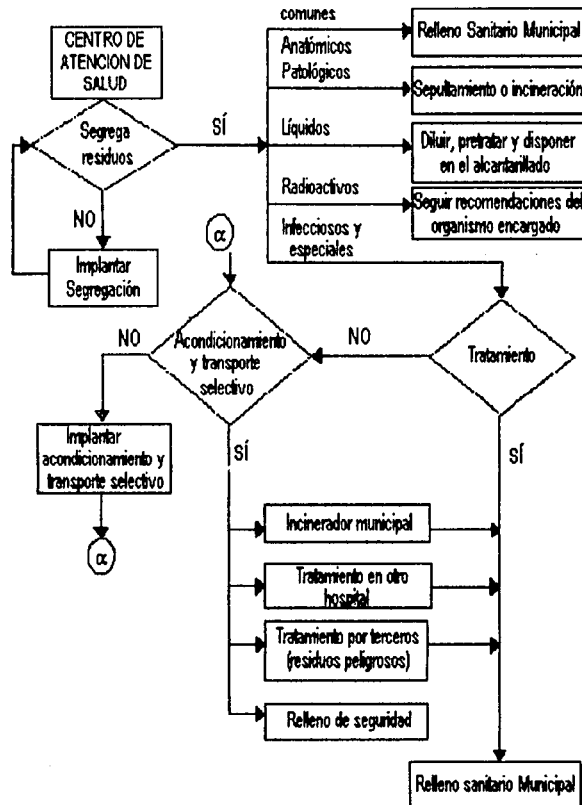 CENTRO DE
ATENCION DE
SALUD
Segrega
residuos
SÍ
NO
Implantar
Segregación
comunes
Relleno Sanitario Municipal
Anatómicos
Patológicos
Sepultamiento o incineración
Líquidos
Diluir, pretratar y disponer
en el alcantarillado
Radioactivos
Seguir recomendaciones del
organismo encargado
Infecciosos y
especiales
α
Acondicionamiento
y transporte
selectivo
NO
NO
Tratamiento
Implantar
acondicionamiento y
transporte selectivo
α
SÍ
SÍ
Incinerador municipal
Tratamiento en otro
hospital
Tratamiento por terceros
(residuos peligrosos)
Relleno de seguridad
Relleno sanitario Municipal